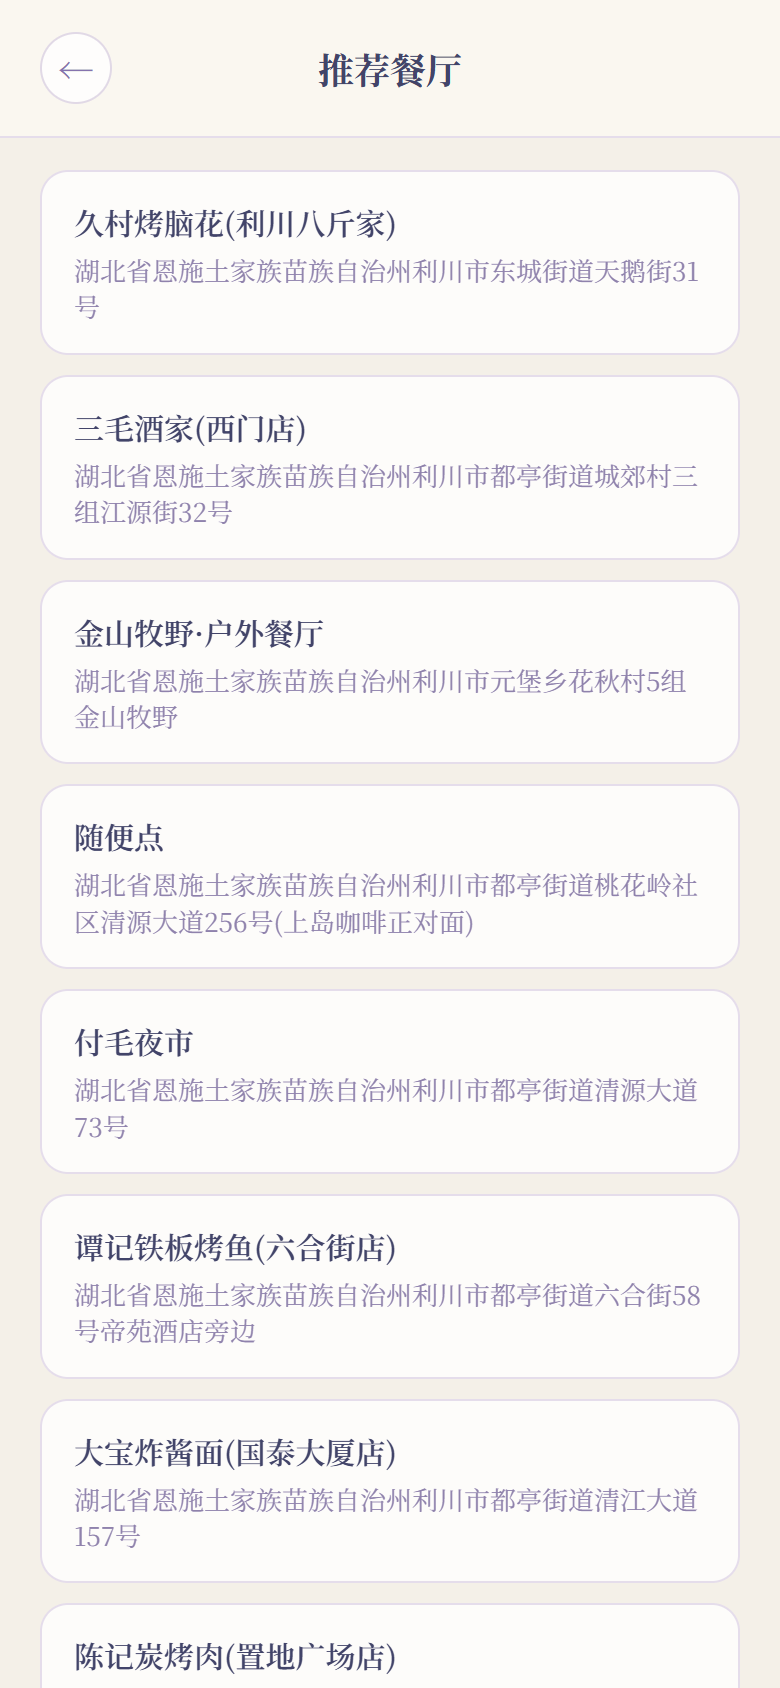 推荐餐厅
久村烤脑花(利川八斤家)
湖北省恩施土家族苗族自治州利川市东城街道天鹅街31
号
三毛酒家(西门店)
湖北省恩施土家族苗族自治州利川市都亭街道城郊村三
组江源街32号
金山牧野·户外餐厅
湖北省恩施土家族苗族自治州利川市元堡乡花秋村5组
金山牧野
随便点
湖北省恩施土家族苗族自治州利川市都亭街道桃花岭社
区清源大道256号(上岛咖啡正对面)
付毛夜市
湖北省恩施土家族苗族自治州利川市都亭街道清源大道
73号
谭记铁板烤鱼(六合街店)
湖北省恩施土家族苗族自治州利川市都亭街道六合街58
号帝苑酒店旁边
大宝炸酱面(国泰大厦店)
湖北省恩施土家族苗族自治州利川市都亭街道清江大道
157号
陈记炭烤肉(置地广场店)